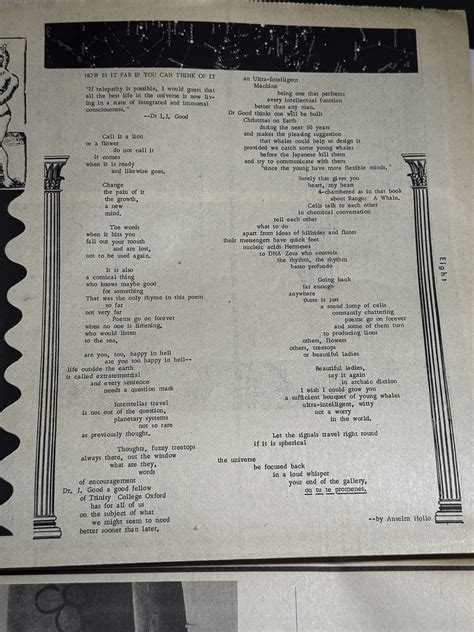 HOW IS IT FAR IF YOU CAN THINK OF IT
"If telepathy is possible, I would guess that
all the best life in the universe is now liv-
ing in a state of integrated and immortal
consciousness."
--Dr I.J. Good
Call it a lion
or a flower
do not call it
it comes
when it is ready
and likewise goes,
Change
the pain of it
the growth,
a new
mind,
The words
when it hits you
fall out your mouth
and are lost,
not to be used again.
It is also
a comical thing
who knows maybe good
for something
That was the only rhyme in this poem
so far
not very far
Poems go on forever
when no one is listening,
who would listen
to the sea,
are you, too, happy in hell
are you too happy in hell--
life outside the earth
is called extraterrestrial
and every sentence
needs a question mark
Interstellar travel
is not out of the question,
planetary systems
not so rare
as previously thought.
Thoughts, fuzzy treetops
always there, out the window
what are they,
words
of encouragement
Dr. J. Good a good fellow
of Trinity College Oxford
has for all of us
on the subject of what
we might seem to need
better sooner than later,
an Ultra-Intelligent
Machine
being one that performs
every intellectual function
better than any man.
Dr Good thinks one will be built
Christmas on Earth
during the next 50 years
and makes the pleasing suggestion
that whales could help us design it
provided we catch some young whales
before the Japanese kill them
and try to communicate with them
"since the young have more flexible minds."
Surely that gives you
heart, my heart
4-chambered as in that book
about Rangor A Whale.
Cells talk to each other
in chemical conversation
tell each other
what to do
apart from ideas of hillsides and flutes
their messengers have quick feet
nucleic acids Hermeses
to DNA Zeus who controls
the rhythm, the rhythm
basso profundo
Going back
far enough
anywhere
there is just
a sound lump of cells
constantly chattering
poems go on forever
and some of them turn
to producing lions
others, flowers
others, treetops
or beautiful ladies
Beautiful ladies,
say it again
in archaic diction
I wish I could grow you
a sufficient bouquet of young whales
ultra-intelligent, witty
not a worry
in the world.
Let the signals travel right round
if it is spherical
the universe
be focused back
in a loud whisper
your end of the gallery,
ou tu te promenes.
--by Anselm Hollo
Eight